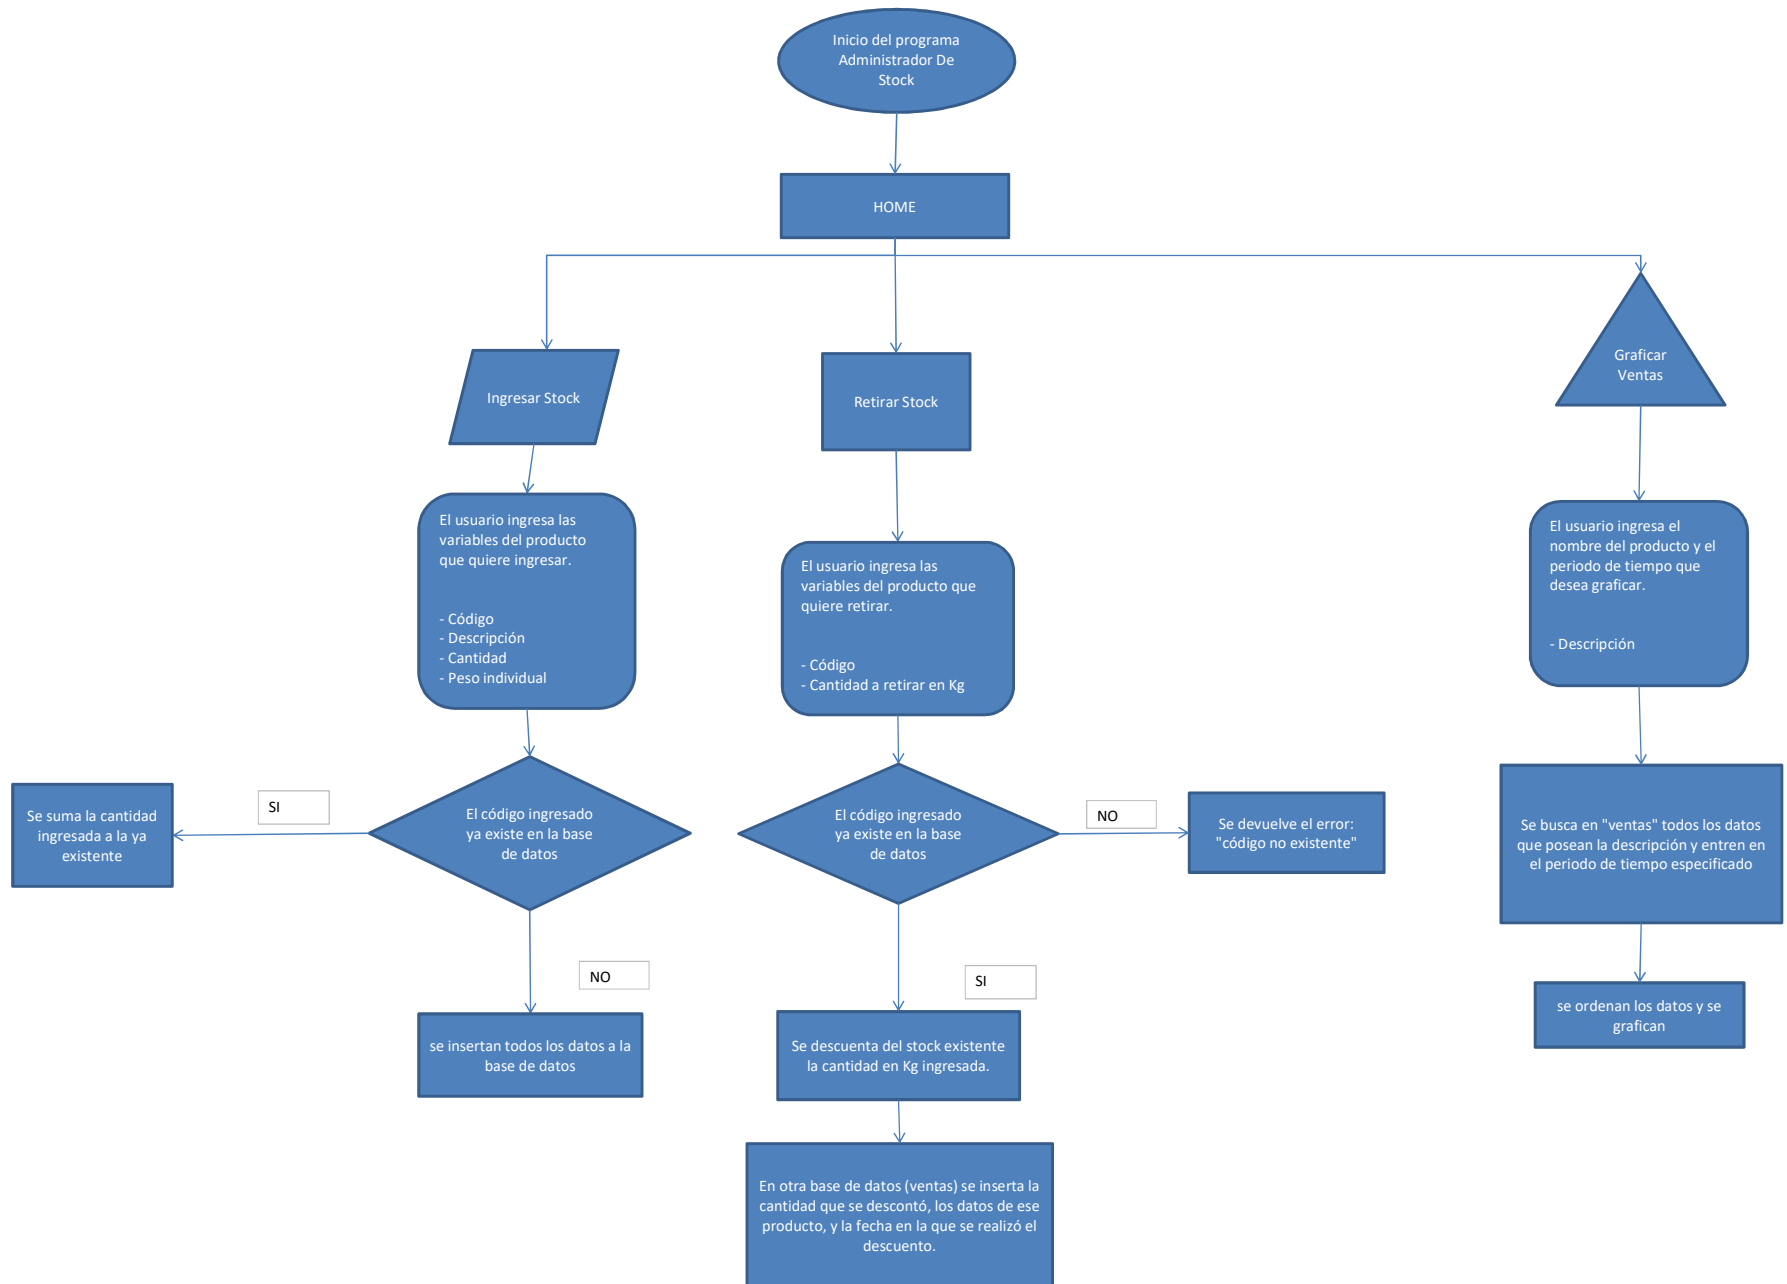 Inicio del programa
Administrador De
Stock
HOME
Ingresar Stock
Retirar Stock
Graficar
Ventas
El usuario ingresa las
variables del producto
que quiere ingresar.
- Código
- Descripción
- Cantidad
- Peso individual
El usuario ingresa las
variables del producto que
quiere retirar.
- Código
- Cantidad a retirar en Kg
El usuario ingresa el
nombre del producto y el
periodo de tiempo que
desea graficar.
- Descripción
Se suma la cantidad
ingresada a la ya
existente
SI
El código ingresado
ya existe en la base
de datos
El código ingresado
ya existe en la base
de datos
NO
Se devuelve el error:
"código no existente"
Se busca en "ventas" todos los datos
que posean la descripción y entren en
el periodo de tiempo especificado
NO
SI
se insertan todos los datos a la
base de datos
Se descuenta del stock existente
la cantidad en Kg ingresada.
se ordenan los datos y se
grafican
En otra base de datos (ventas) se inserta la
cantidad que se descontó, los datos de ese
producto, y la fecha en la que se realizó el
descuento.